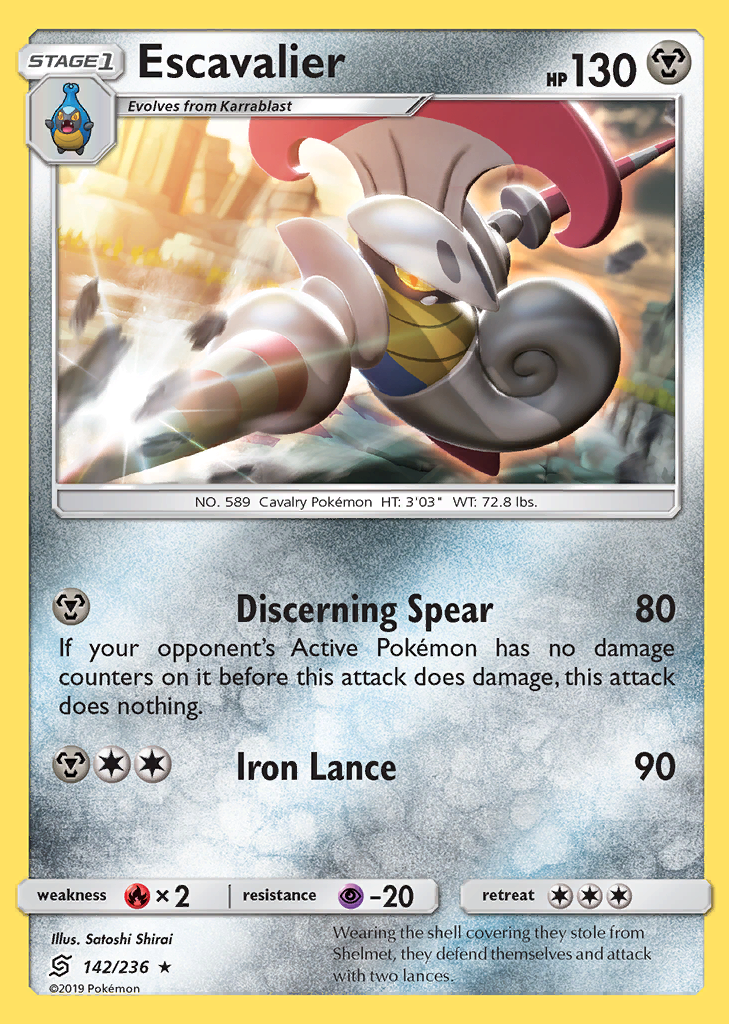 STAGE1
Escavalier
HP 130
Evolves from Karrablast
NO. 589 Cavalry Pokémon HT: 3'03" WT: 72.8 lbs.
Discerning Spear 80
If your opponent's Active Pokémon has no damage
counters on it before this attack does damage, this attack
does nothing.
Iron Lance 90
weakness × 2 resistance -20 retreat
Illus. Satoshi Shirai
142/236 ★
©2019 Pokémon
Wearing the shell covering they stole from
Shelmet, they defend themselves and attack
with two lances.